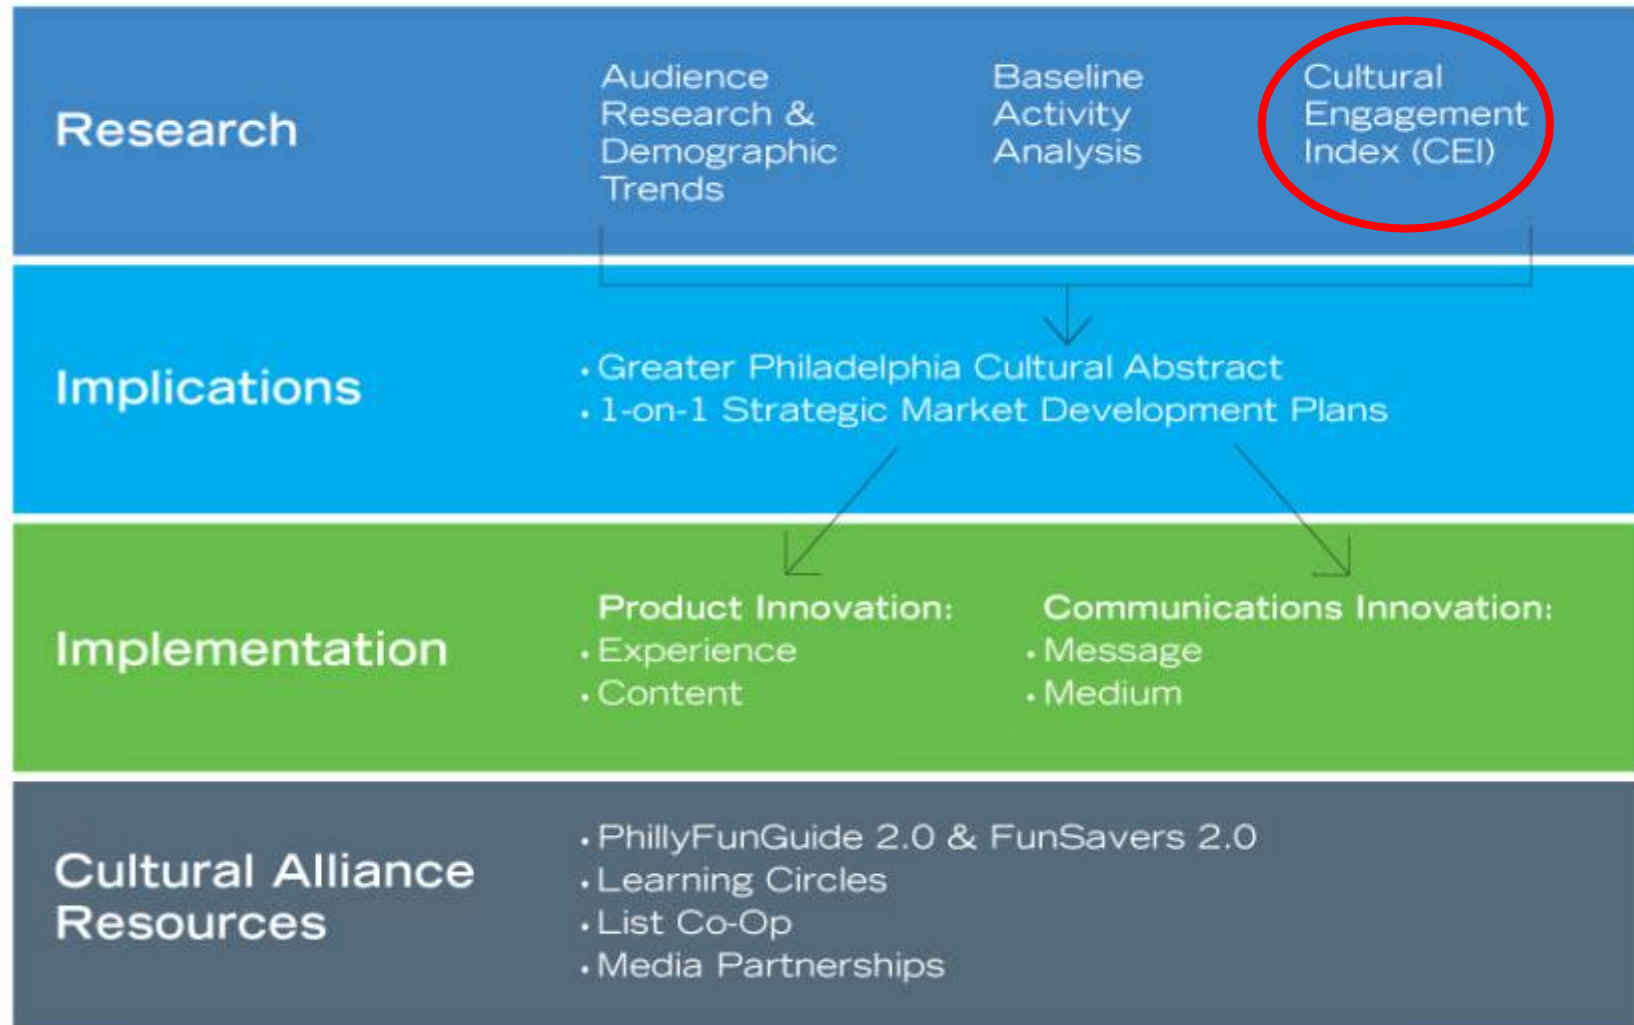 Research
Audience
Research &
Demographic
Trends
Baseline
Activity
Analysis
Cultural
Engagement
Index (CEI)
Implications
• Greater Philadelphia Cultural Abstract
• 1-on-1 Strategic Market Development Plans
Implementation
Product Innovation:
• Experience
• Content
Communications Innovation:
• Message
• Medium
Cultural Alliance
Resources
• PhillyFunGuide 2.0 & FunSavers 2.0
• Learning Circles
• List Co-Op
• Media Partnerships